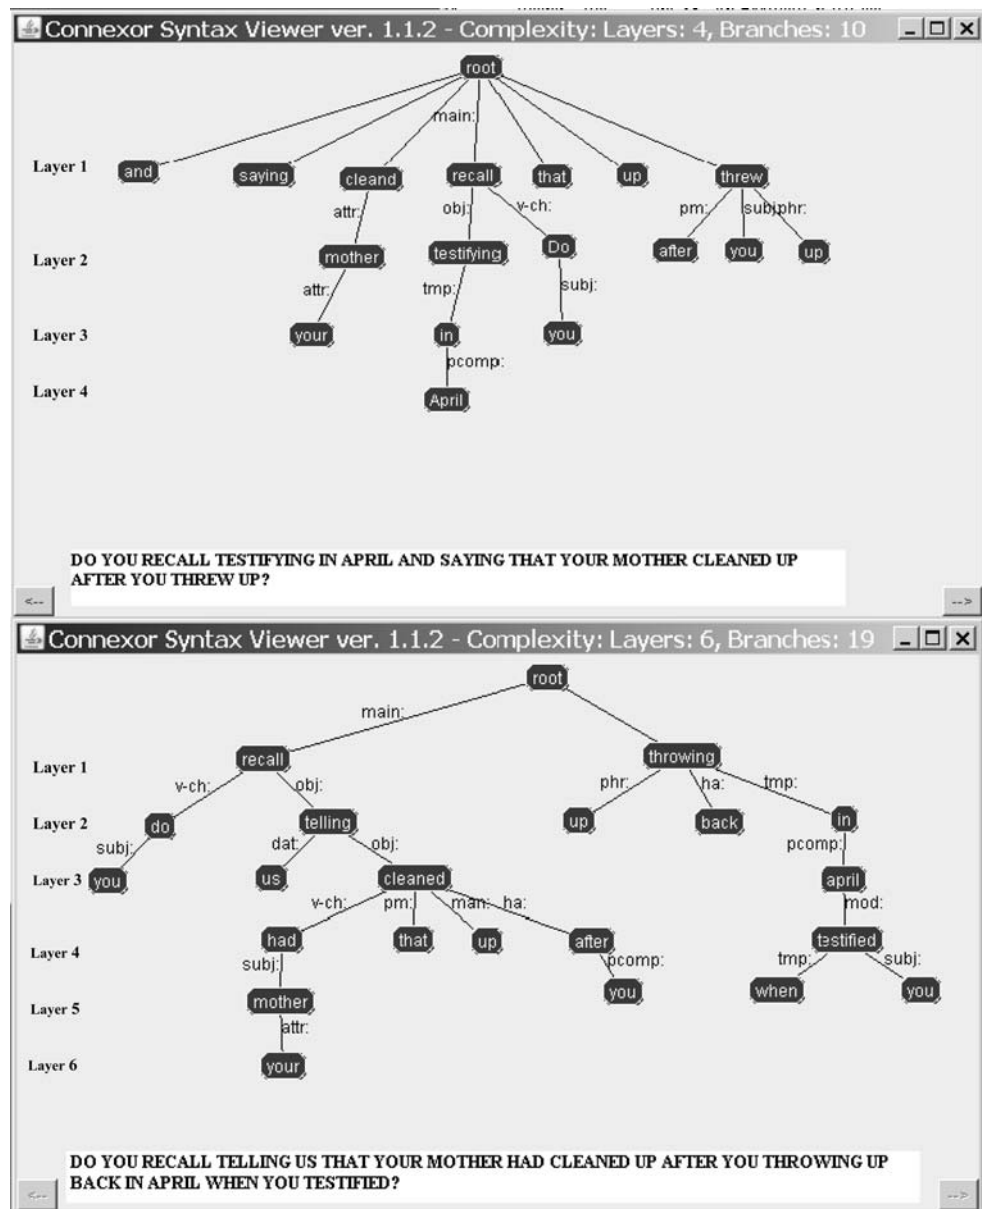 Connexor Syntax Viewer ver. 1.1.2 - Complexity: Layers: 4, Branches: 10
root
main:
Layer 1
and saying cleand recall that up threw
attr: obj: v-ch: pm: subj: phr:
Layer 2
mother testifying Do after you up
attr: tmp: subj:
Layer 3
your in you
pcomp:
Layer 4
April
DO YOU RECALL TESTIFYING IN APRIL AND SAYING THAT YOUR MOTHER CLEANED UP
AFTER YOU THREW UP?
<-- -->
Connexor Syntax Viewer ver. 1.1.2 - Complexity: Layers: 6, Branches: 19
root
main:
Layer 1
recall throwing
v-ch: obj: phr: ha: tmp:
Layer 2
do telling up back in
subj: dat: obj: pcomp:
Layer 3
you us cleaned april
v-ch: pm: man: ha: mod:
Layer 4
had that up after testified
subj: pcomp: tmp: subj:
Layer 5
mother you when you
attr:
Layer 6
your
DO YOU RECALL TELLING US THAT YOUR MOTHER HAD CLEANED UP AFTER YOU THROWING UP
BACK IN APRIL WHEN YOU TESTIFIED?
<-- -->